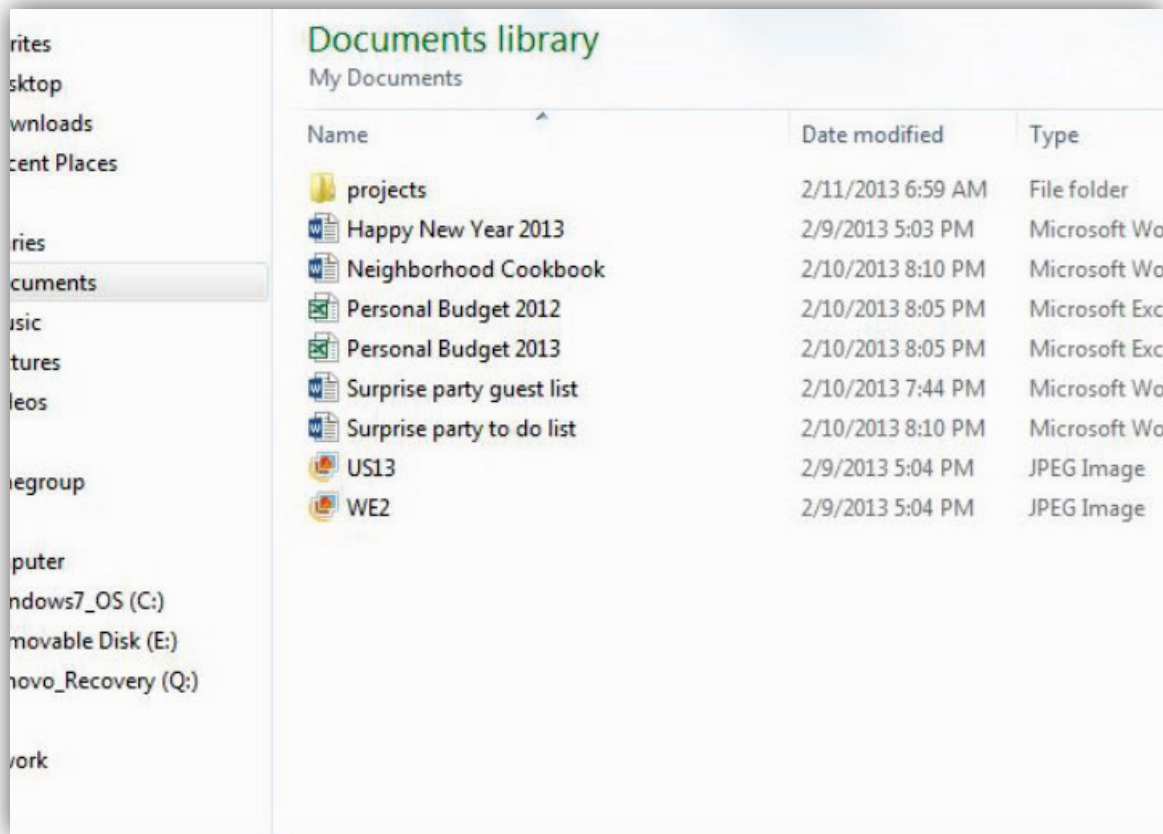 rites
sktop
wnloads
cent Places
ries
cuments
usic
tures
leos
negroup
puter
ndows7_OS (C:)
movable Disk (E:)
novo_Recovery (Q:)
work
Documents library
My Documents
Name Date modified Type
projects 2/11/2013 6:59 AM File folder
Happy New Year 2013 2/9/2013 5:03 PM Microsoft Wo
Neighborhood Cookbook 2/10/2013 8:10 PM Microsoft Wo
Personal Budget 2012 2/10/2013 8:05 PM Microsoft Exc
Personal Budget 2013 2/10/2013 8:05 PM Microsoft Exc
Surprise party guest list 2/10/2013 7:44 PM Microsoft Wo
Surprise party to do list 2/10/2013 8:10 PM Microsoft Wo
US13 2/9/2013 5:04 PM JPEG Image
WE2 2/9/2013 5:04 PM JPEG Image